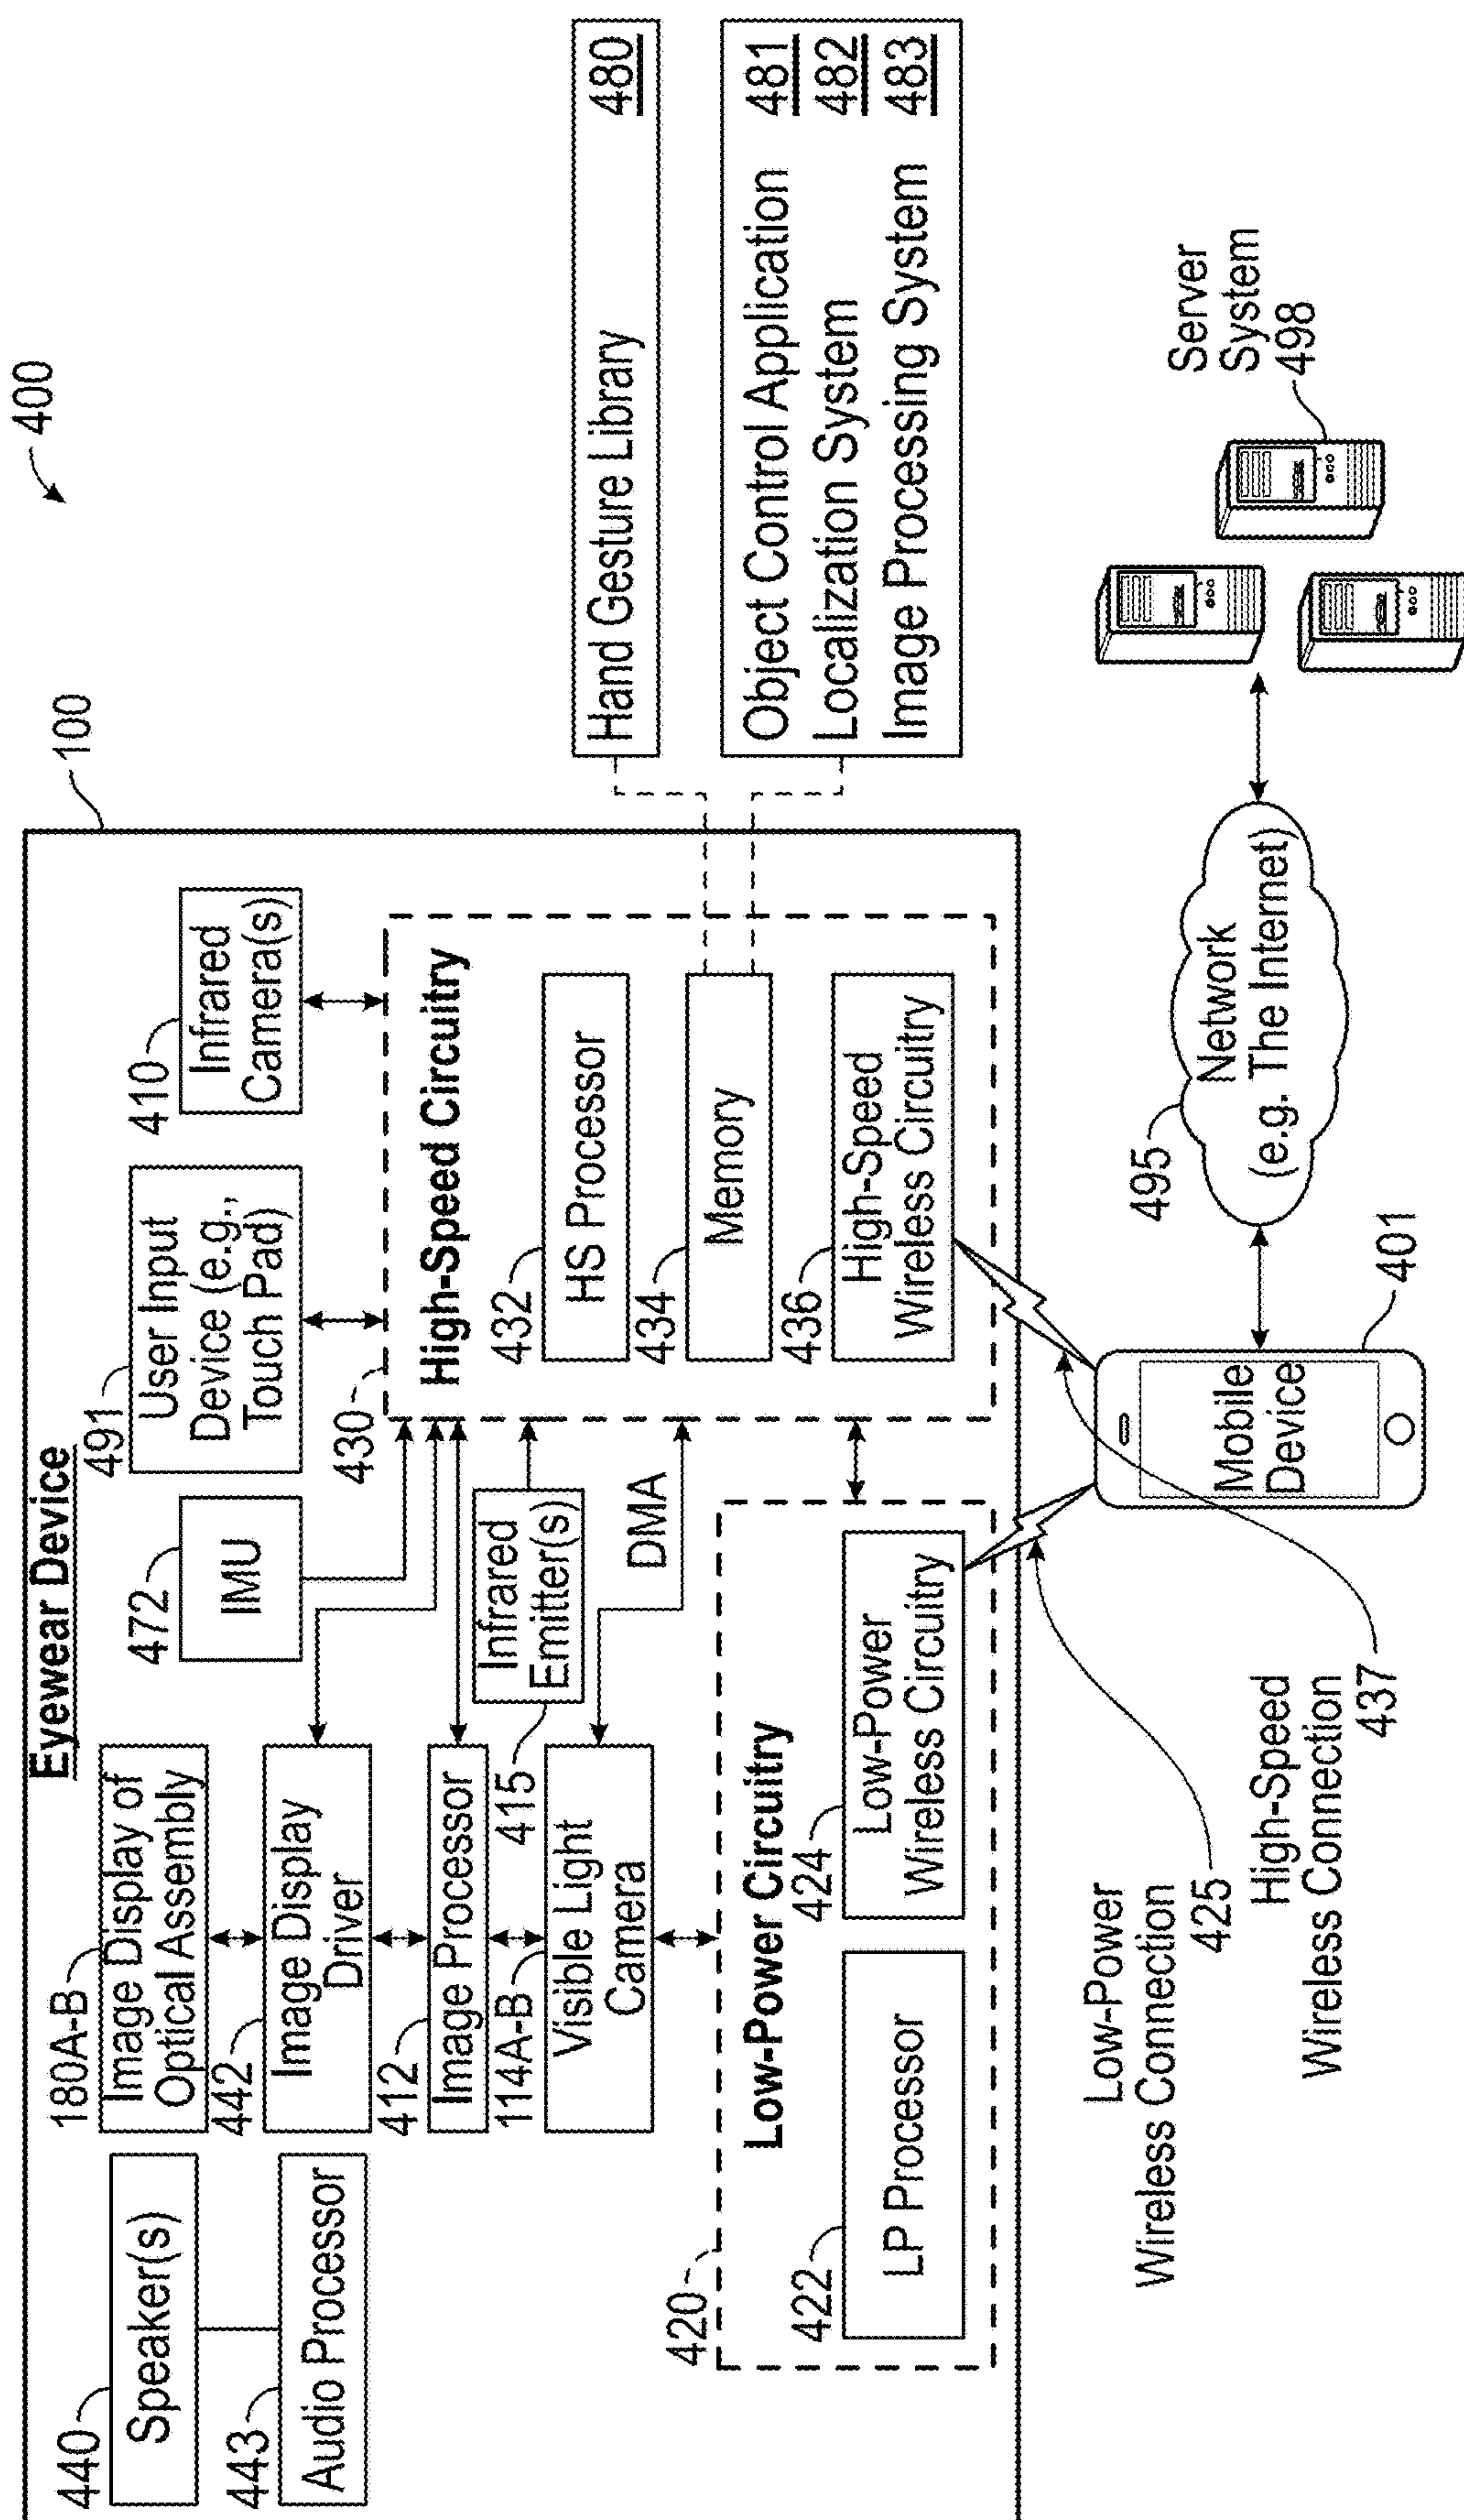 400
Eyewear Device
100
440
Speaker(s)
443
Audio Processor
180A-B
Image Display of
Optical Assembly
442
Image Display
Driver
412
Image Processor
114A-B
Visible Light
Camera
472
IMU
491
User Input
Device (e.g.,
Touch Pad)
410
Infrared
Camera(s)
415
Infrared
Emitter(s)
DMA
430
High-Speed Circuitry
432
HS Processor
434
Memory
436
High-Speed
Wireless Circuitry
420
Low-Power Circuitry
422
LP Processor
424
Low-Power
Wireless Circuitry
Hand Gesture Library 480
Object Control Application 481
Localization System 482
Image Processing System 483
Low-Power
Wireless Connection
425
High-Speed
Wireless Connection
437
Mobile
Device
401
495
Network
(e.g. The Internet)
Server
System
498